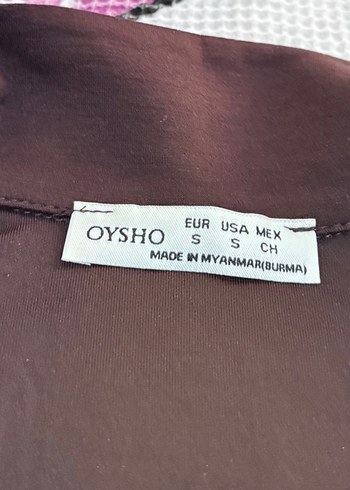 EUR USA MEX
OYSHO S S CH
MADE IN MYANMAR(BURMA)